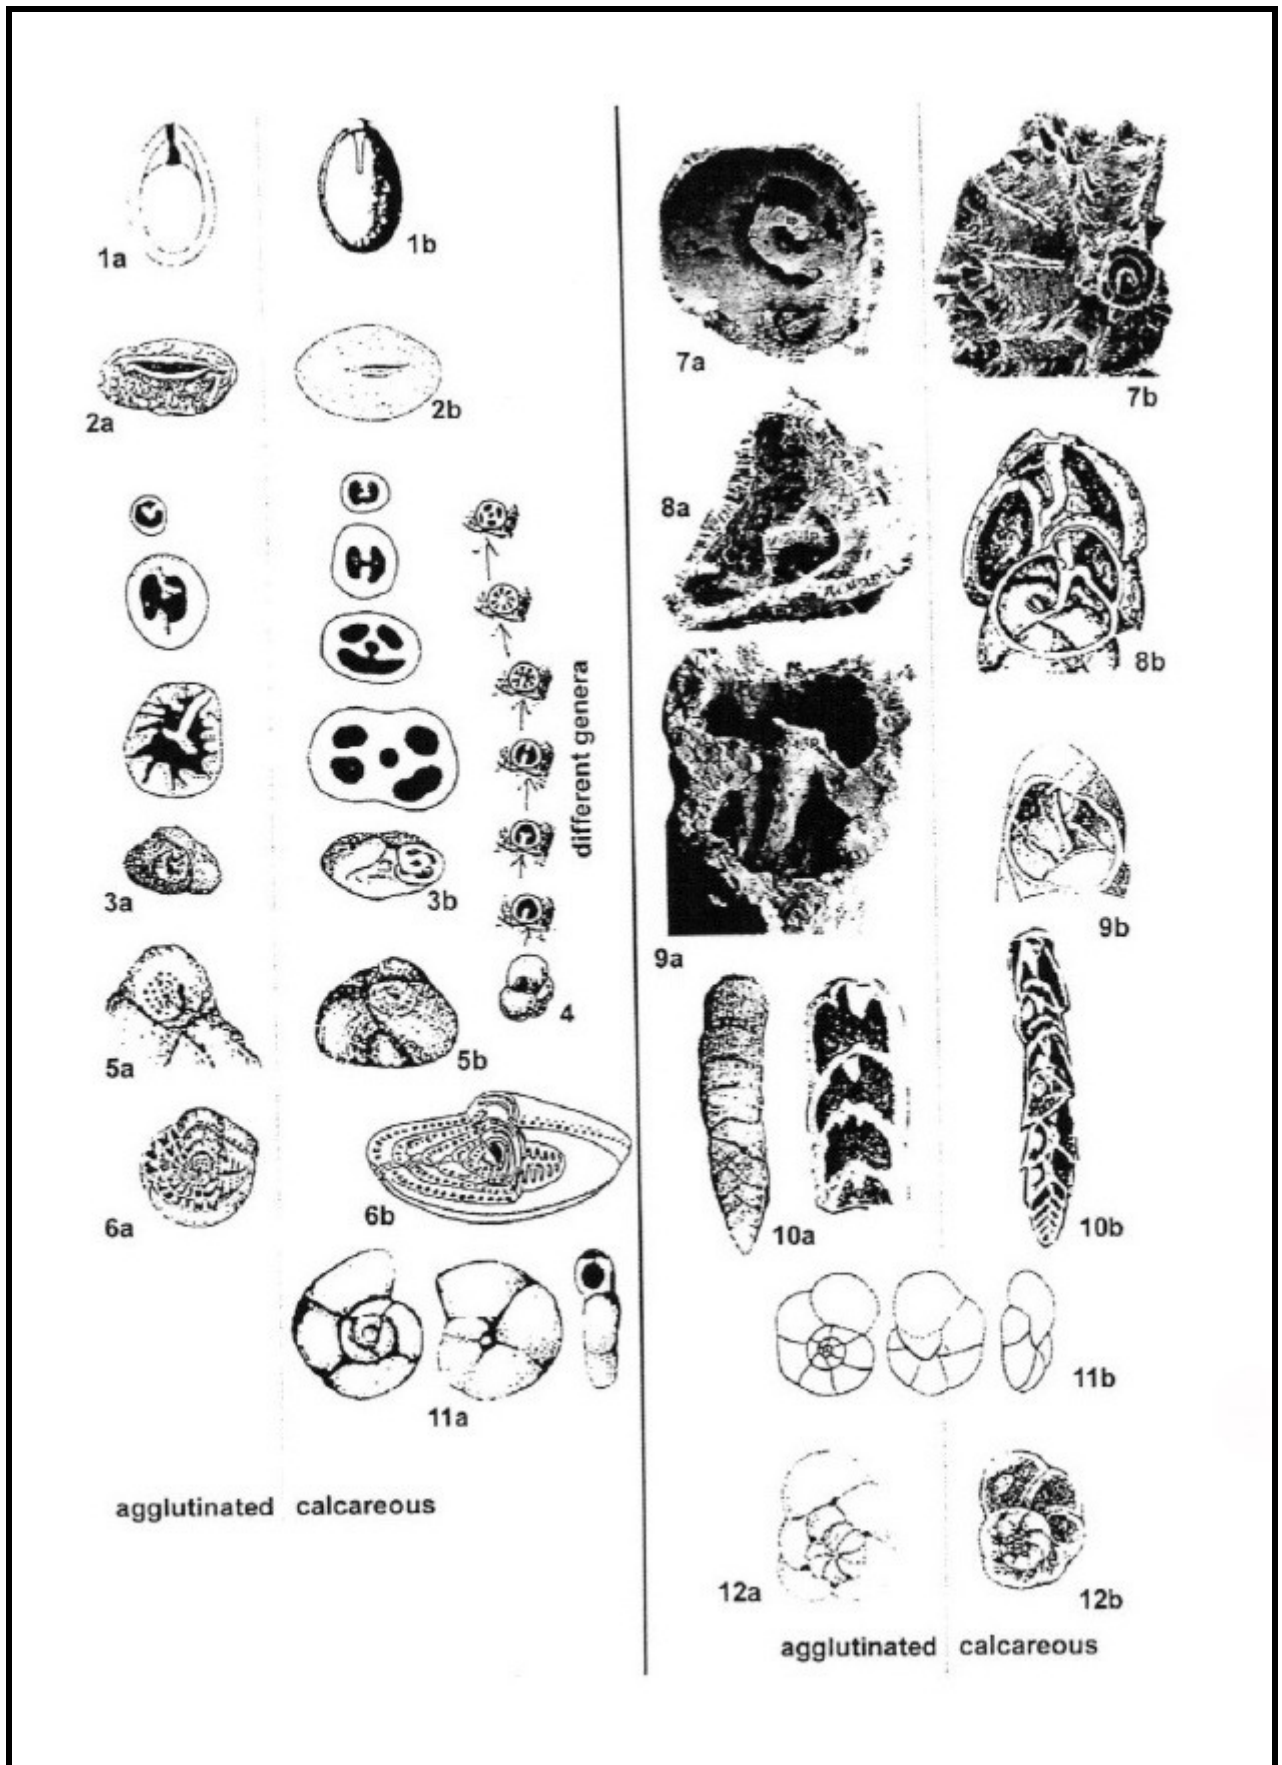 1a
1b
2a
2b
3a
3b
different genera
4
5a
5b
6a
6b
11a
agglutinated calcareous
7a
7b
8a
8b
9a
9b
10a
10b
11b
12a
12b
agglutinated calcareous